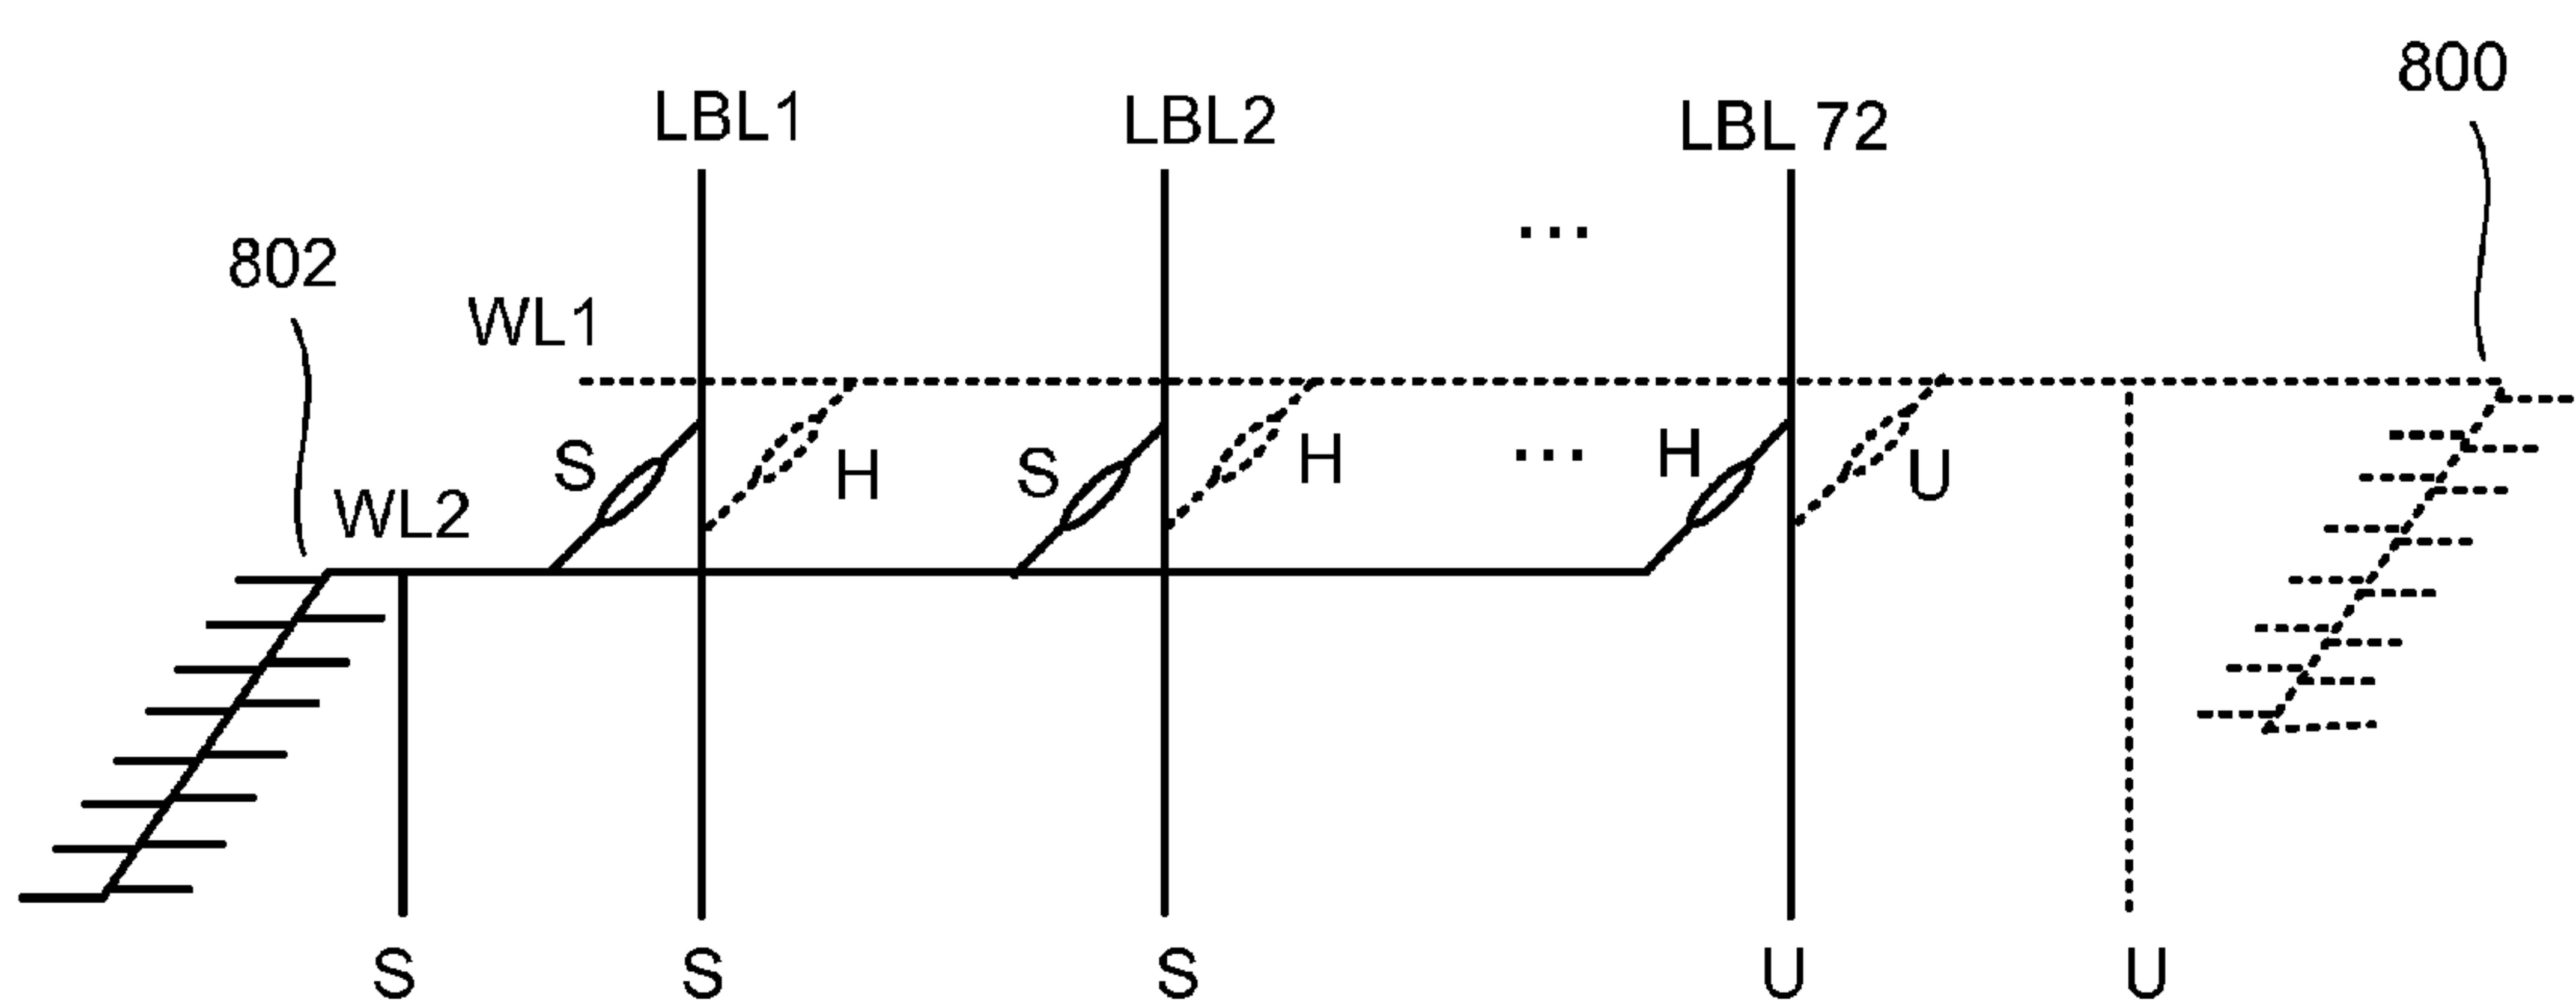 800
LBL1 LBL2 LBL 72
802
WL1
...
S H S H ... H U
WL2
S S S U U